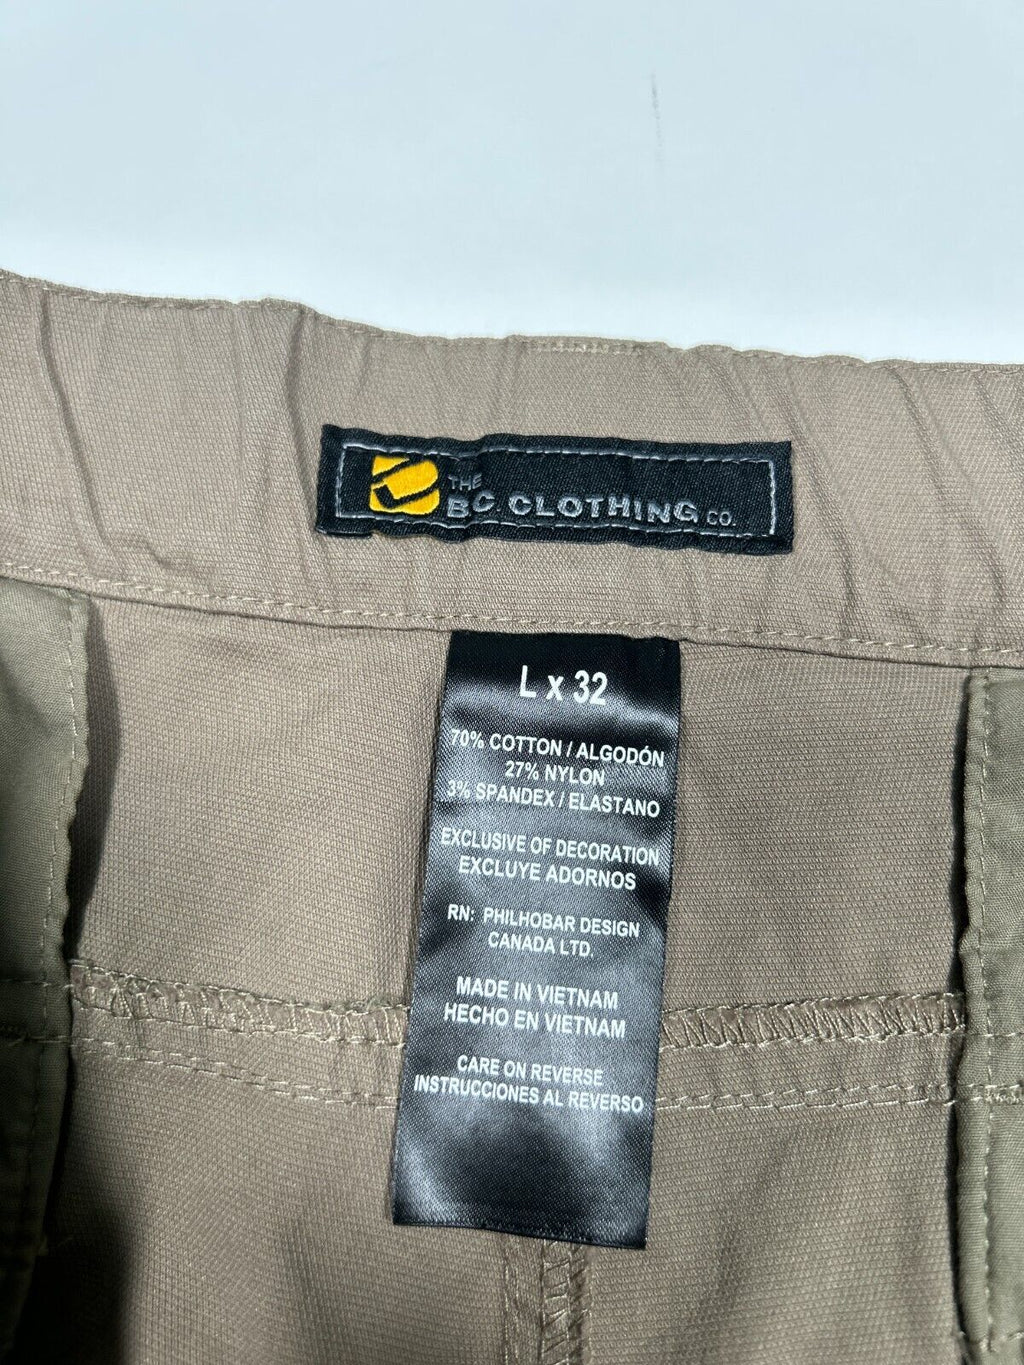 THE
BC CLOTHING CO.
L x 32
70% COTTON / ALGODÓN
27% NYLON
3% SPANDEX / ELASTANO
EXCLUSIVE OF DECORATION
EXCLUYE ADORNOS
RN: PHILHOBAR DESIGN
CANADA LTD.
MADE IN VIETNAM
HECHO EN VIETNAM
CARE ON REVERSE
INSTRUCCIONES AL REVERSO